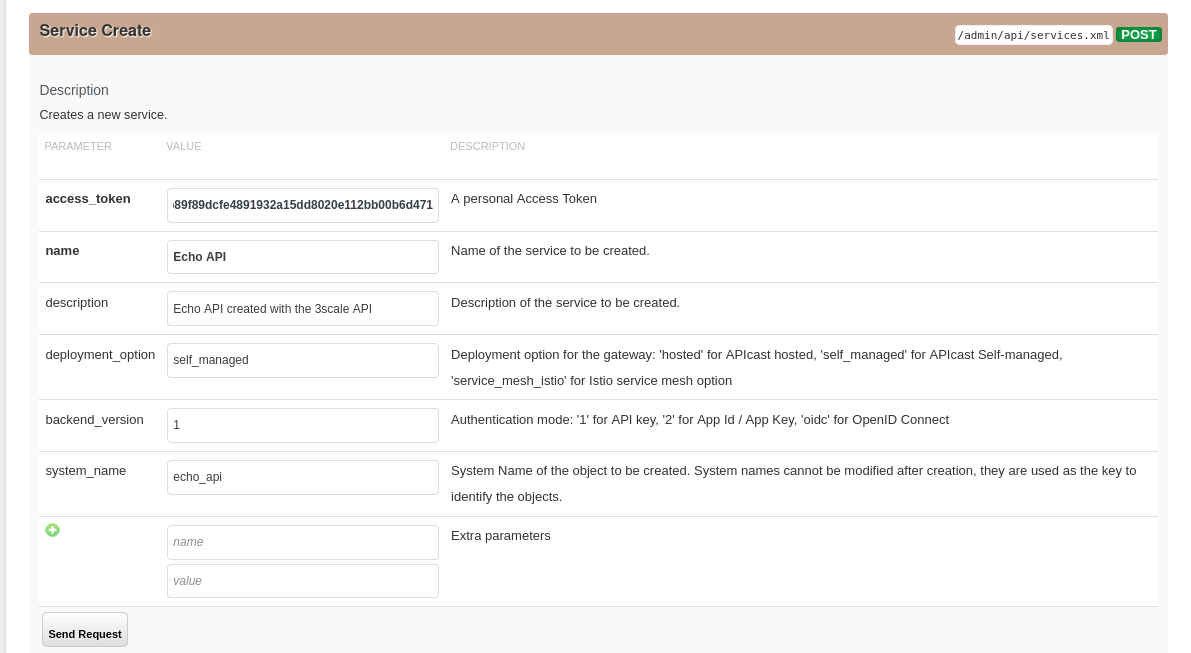 Service Create
/admin/api/services.xml POST
Description
Creates a new service.
PARAMETER VALUE DESCRIPTION
access_token 89f89dcfe4891932a15dd8020e112bb00b6d471 A personal Access Token
name Echo API Name of the service to be created.
description Echo API created with the 3scale API Description of the service to be created.
deployment_option self_managed Deployment option for the gateway: 'hosted' for APIcast hosted, 'self_managed' for APIcast Self-managed,
'service_mesh_istio' for Istio service mesh option
backend_version 1 Authentication mode: '1' for API key, '2' for App Id / App Key, 'oidc' for OpenID Connect
system_name echo_api System Name of the object to be created. System names cannot be modified after creation, they are used as the key to
identify the objects.
name Extra parameters
value
Send Request